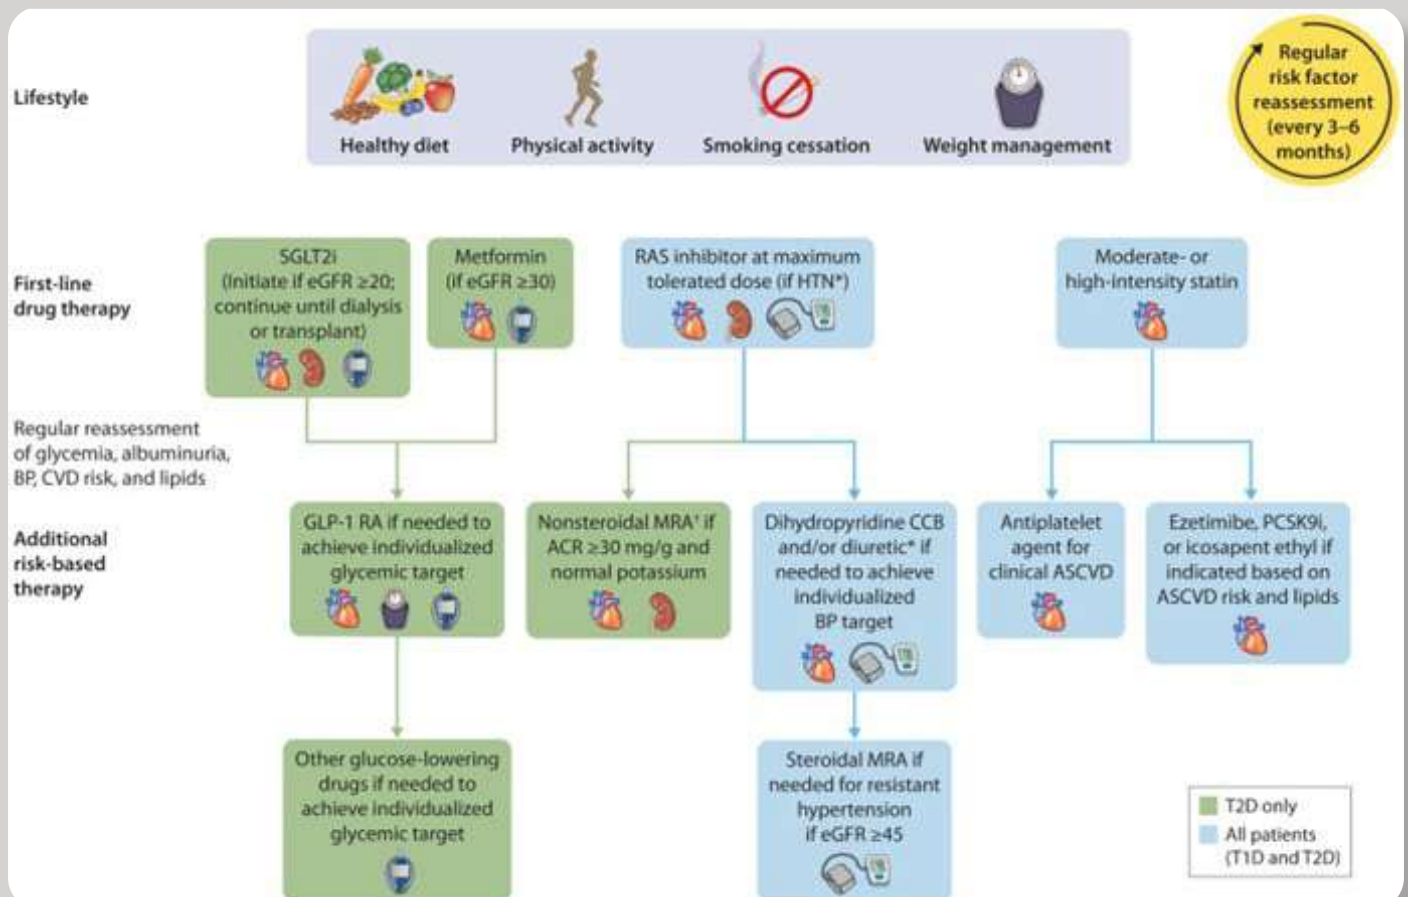 Lifestyle
Healthy diet
Physical activity
Smoking cessation
Weight management
Regular
risk factor
reassessment
(every 3–6
months)
First-line
drug therapy
SGLT2i
(Initiate if eGFR ≥20;
continue until dialysis
or transplant)
Metformin
(if eGFR ≥30)
RAS inhibitor at maximum
tolerated dose (if HTN*)
Moderate- or
high-intensity statin
Regular reassessment
of glycemia, albuminuria,
BP, CVD risk, and lipids
Additional
risk-based
therapy
GLP-1 RA if needed to
achieve individualized
glycemic target
Nonsteroidal MRA† if
ACR ≥30 mg/g and
normal potassium
Dihydropyridine CCB
and/or diuretic* if
needed to achieve
individualized
BP target
Antiplatelet
agent for
clinical ASCVD
Ezetimibe, PCSK9i,
or icosapent ethyl if
indicated based on
ASCVD risk and lipids
Other glucose-lowering
drugs if needed to
achieve individualized
glycemic target
Steroidal MRA if
needed for resistant
hypertension
if eGFR ≥45
T2D only
All patients
(T1D and T2D)